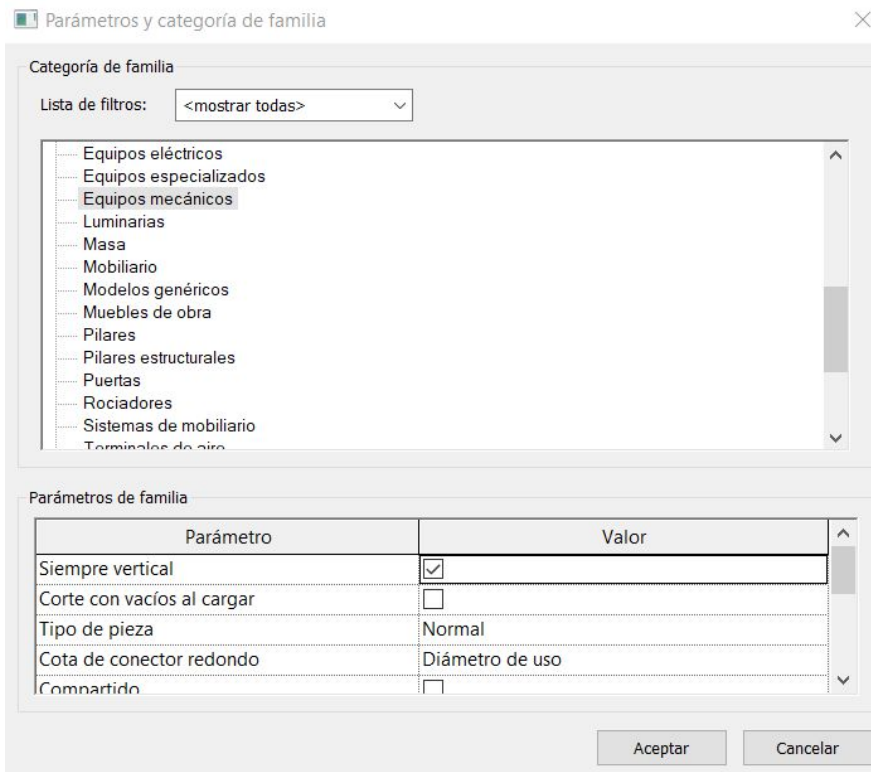 Parámetros y categoría de familia
Categoría de familia
Lista de filtros: <mostrar todas>
Equipos eléctricos
Equipos especializados
Equipos mecánicos
Luminarias
Masa
Mobiliario
Modelos genéricos
Muebles de obra
Pilares
Pilares estructurales
Puertas
Rociadores
Sistemas de mobiliario
Terminales de aire
Parámetros de familia
Parámetro Valor
Siempre vertical
Corte con vacíos al cargar
Tipo de pieza Normal
Cota de conector redondo Diámetro de uso
Compartido
Aceptar Cancelar